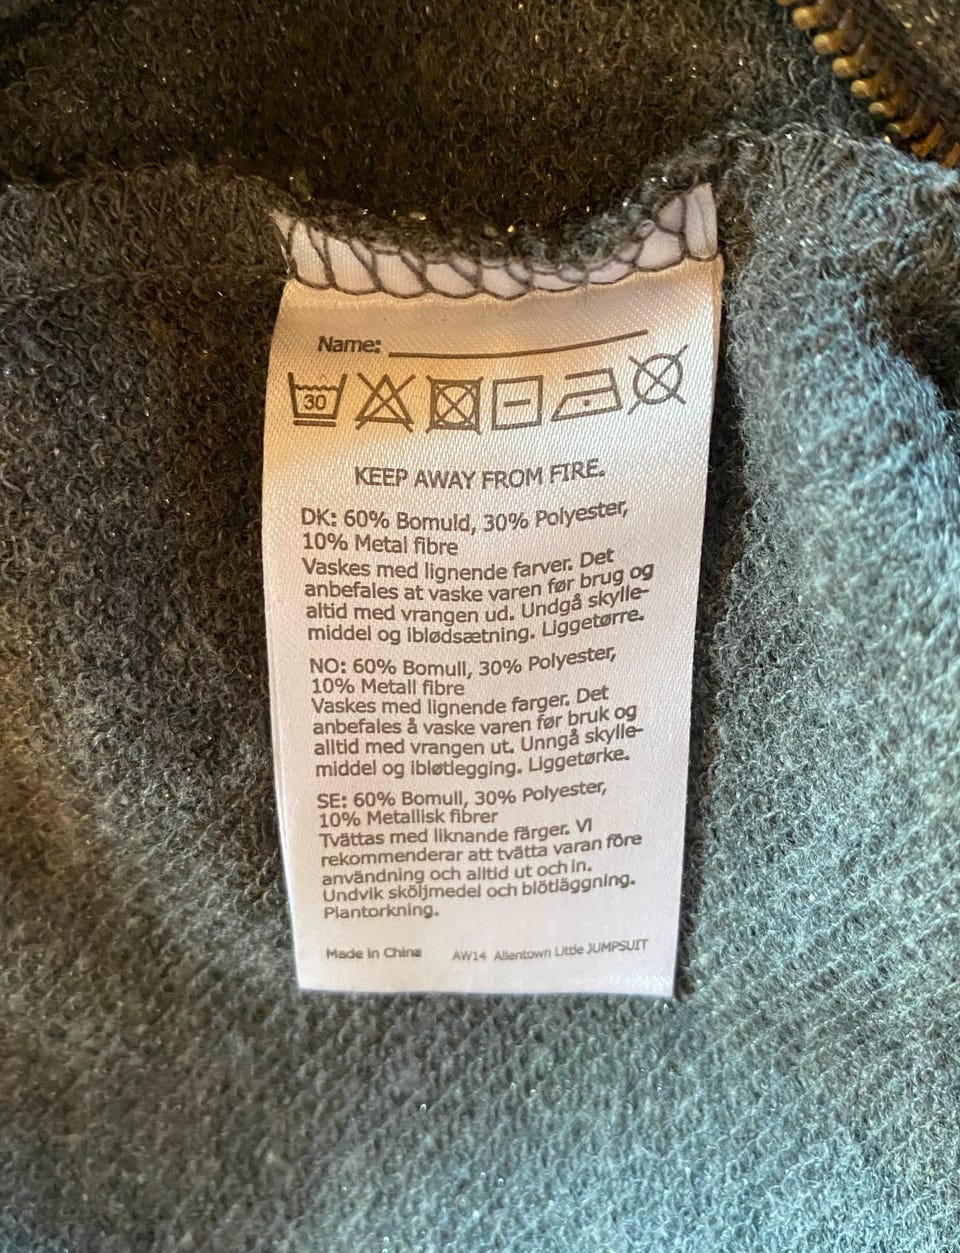 Name:
30
KEEP AWAY FROM FIRE.
DK: 60% Bomuld, 30% Polyester,
10% Metal fibre
Vaskes med lignende farver. Det
anbefales at vaske varen før brug og
altid med vrangen ud. Undgå skylle-
middel og iblødsætning. Liggetørre.
NO: 60% Bomull, 30% Polyester,
10% Metall fibre
Vaskes med lignende farger. Det
anbefales å vaske varen før bruk og
alltid med vrangen ut. Unngå skylle-
middel og ibløtlegging. Liggetørke.
SE: 60% Bomull, 30% Polyester,
10% Metallisk fibrer
Tvättas med liknande färger. Vi
rekommenderar att tvätta varan före
användning och alltid ut och in.
Undvik sköljmedel och blötläggning.
Plantorkning.
Made in China AW14 Allentown Little JUMPSUIT